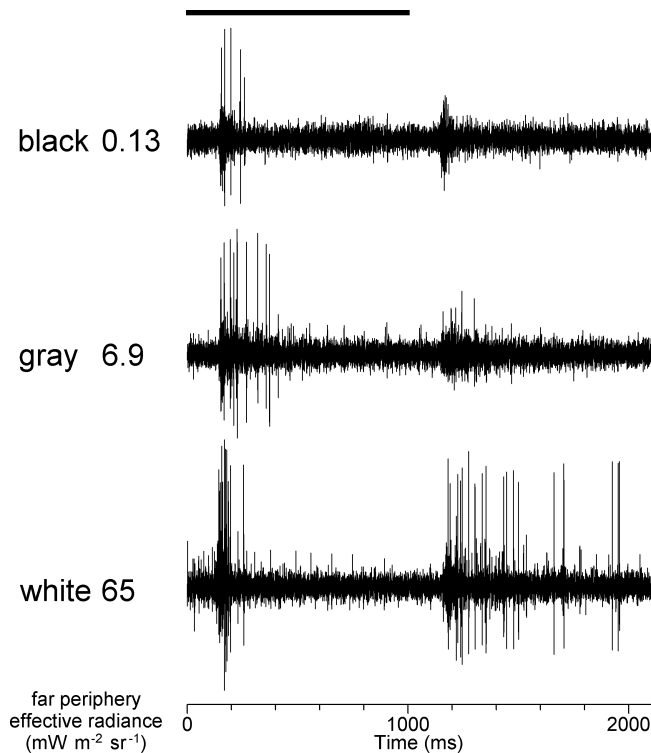 black 0.13
gray 6.9
white 65
far periphery
effective radiance
(mW m-2 sr-1)
0 1000 2000
Time (ms)